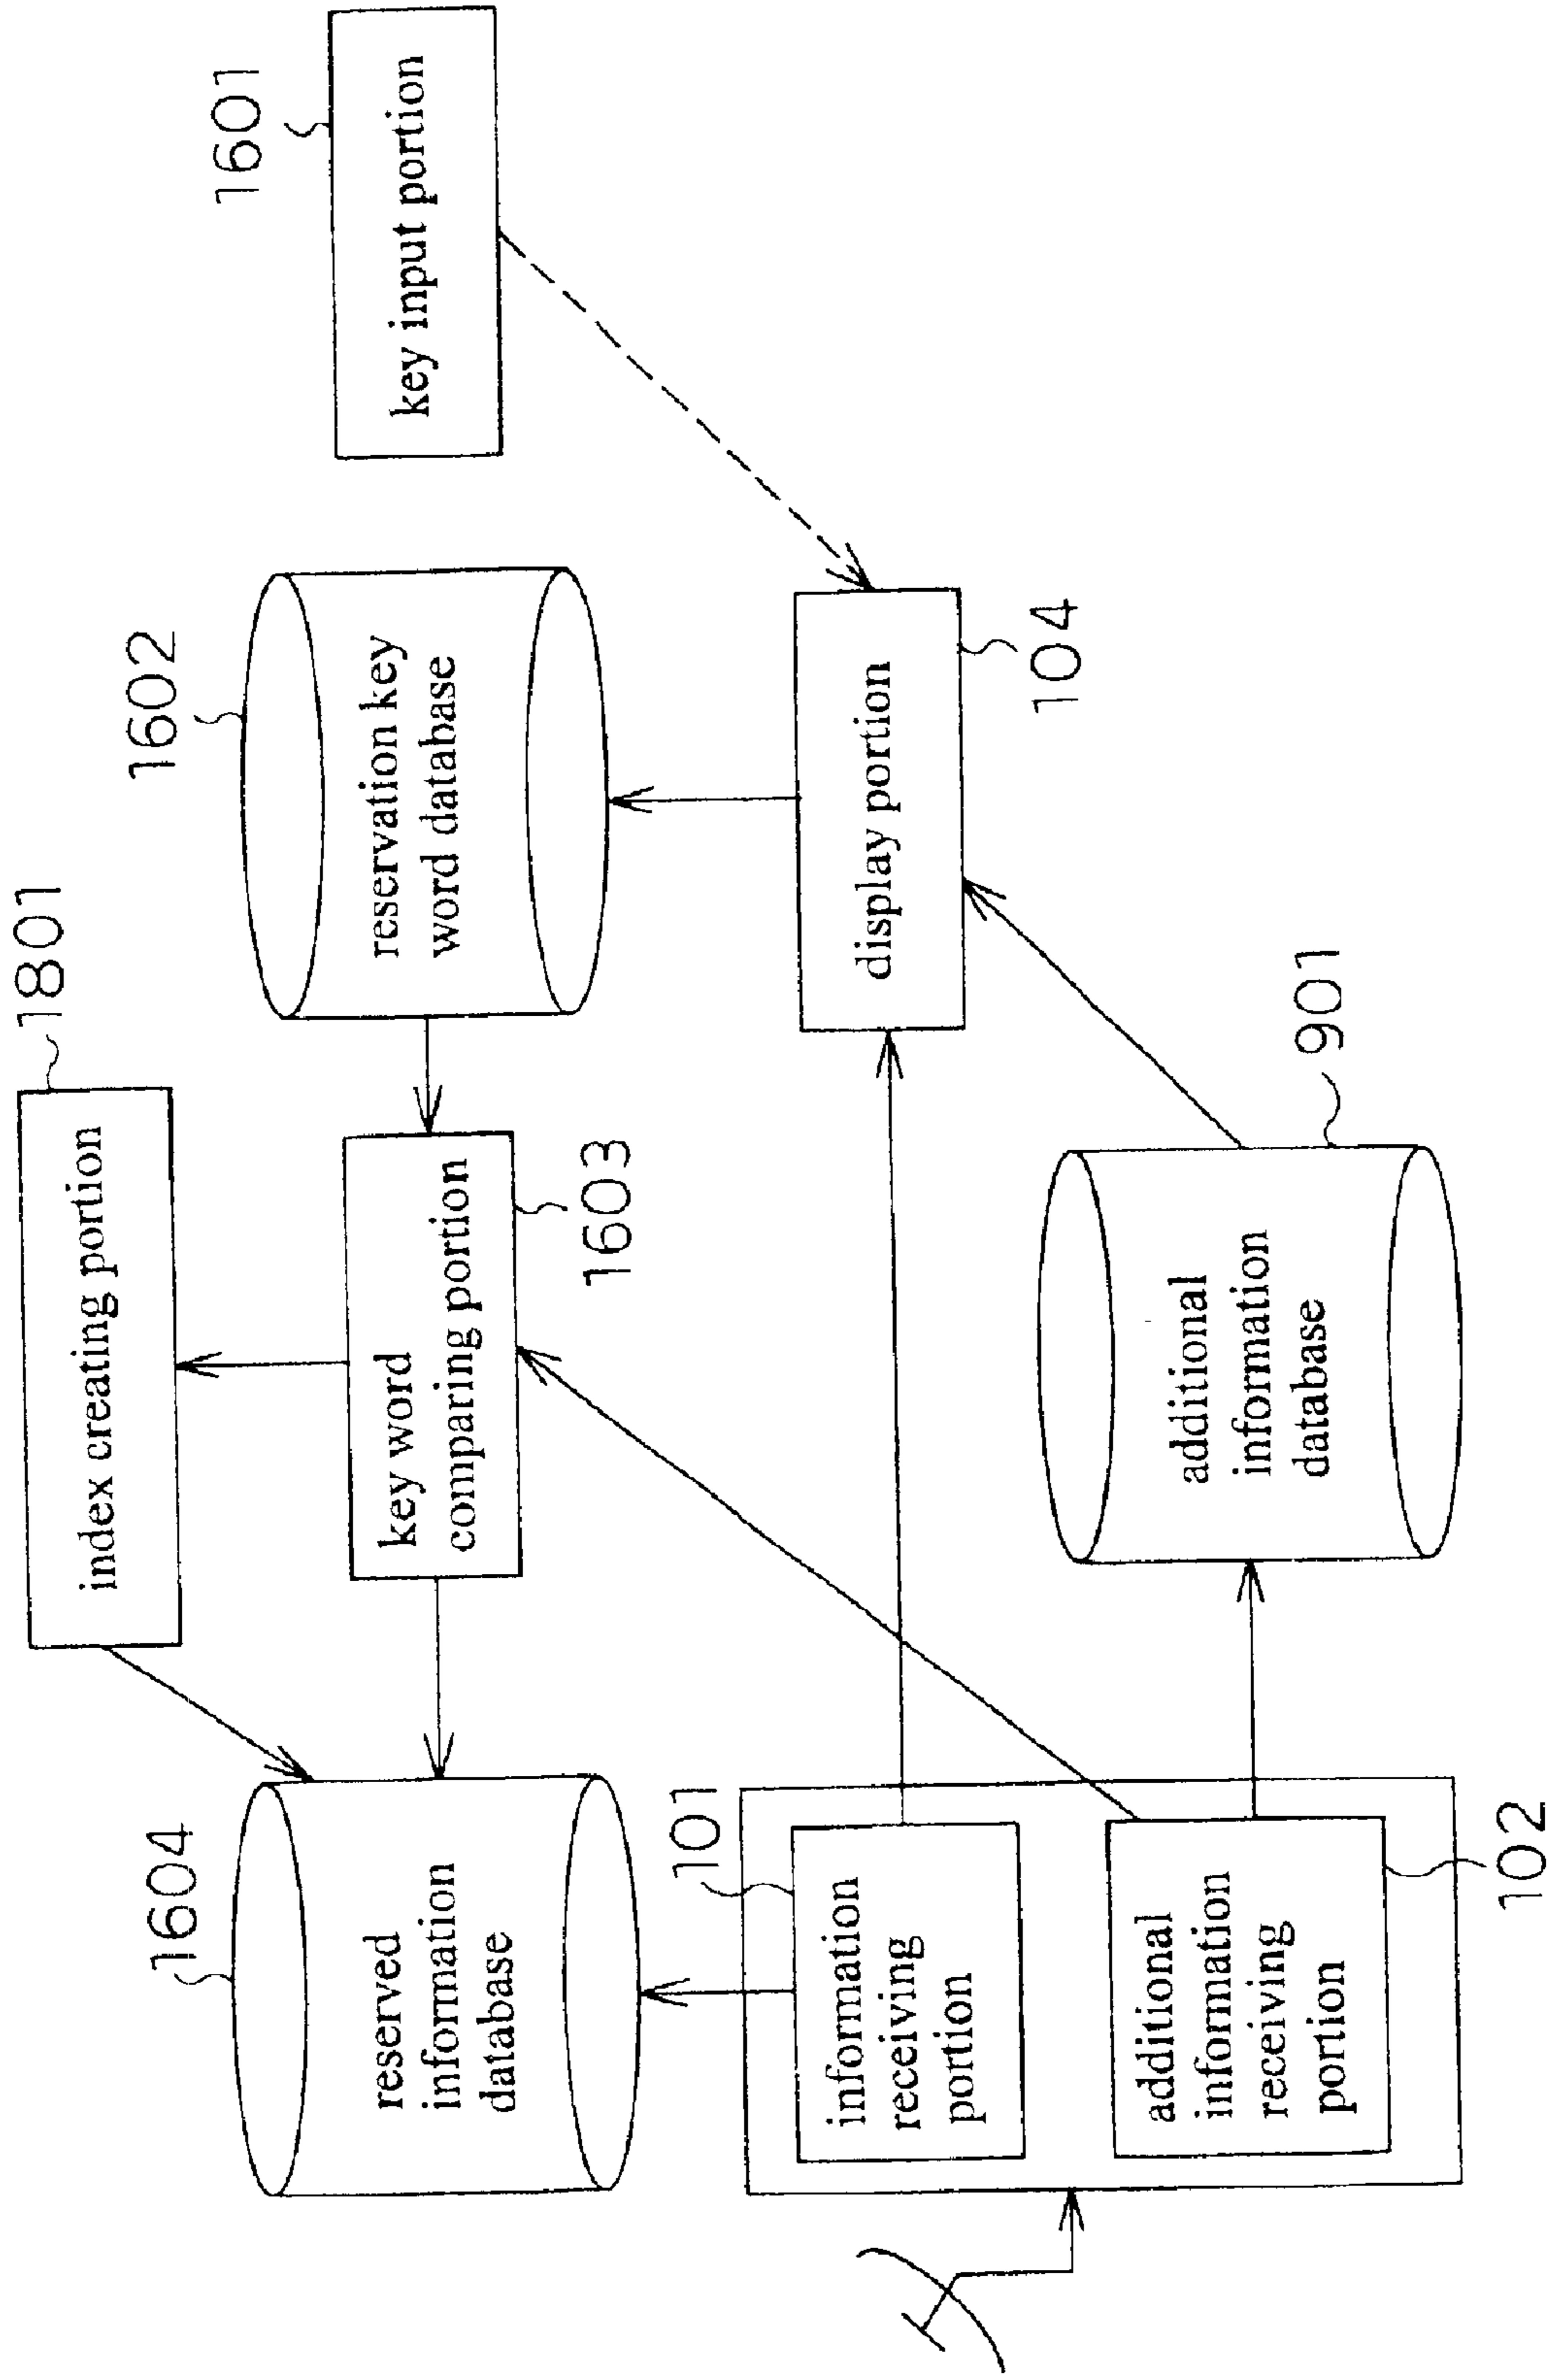 1801
index creating portion
1604
reserved
information
database
key word
comparing portion
1603
1602
reservation key
word database
1601
key input portion
101
information
receiving
portion
display portion
104
additional
information
receiving
portion
102
additional
information
database
901